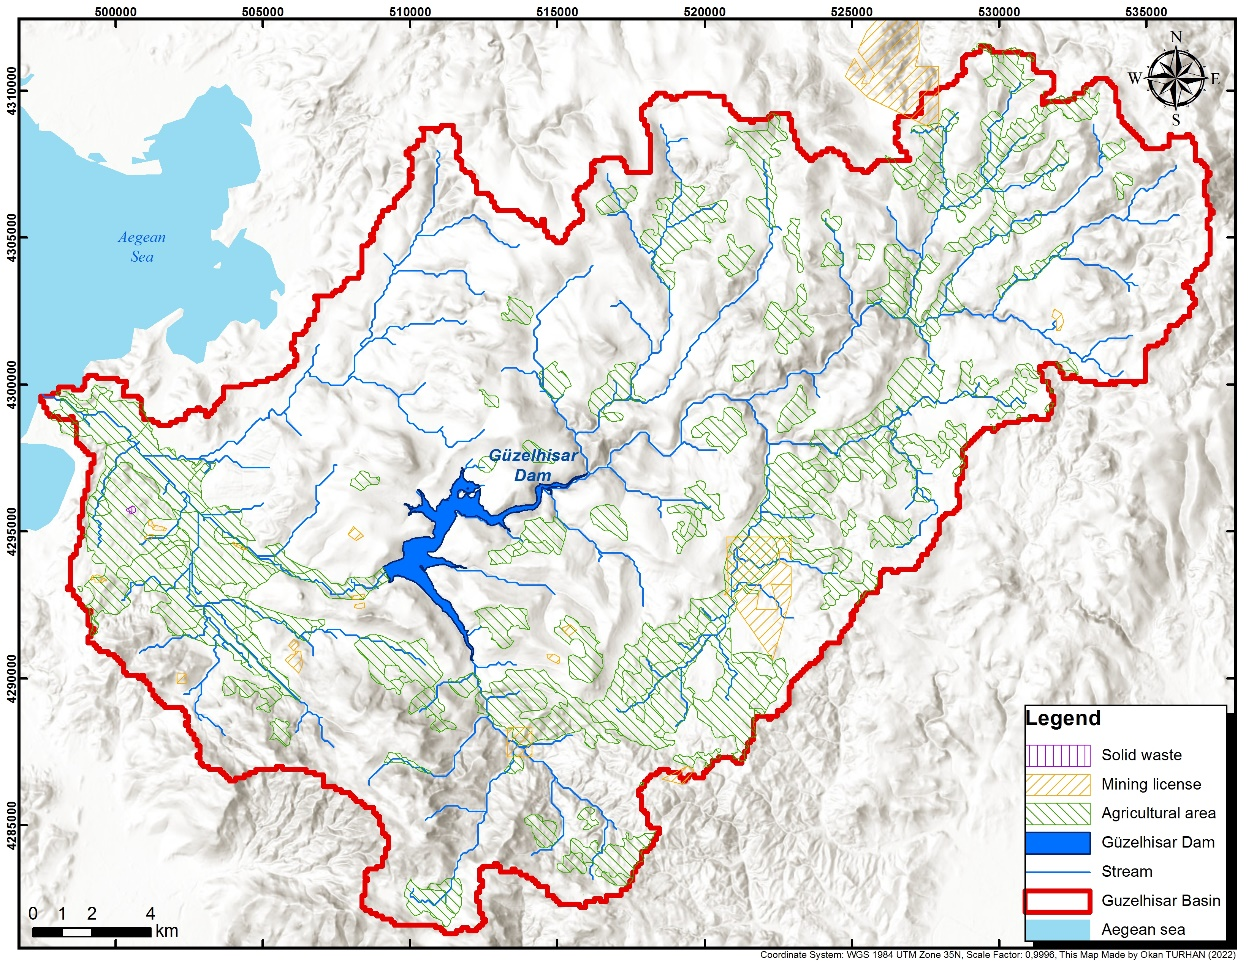 500000 505000 510000 515000 520000 525000 530000 535000
4310000
4305000
4300000
4295000
4290000
4285000
N
W E
S
Aegean
Sea
Güzelhisar
Dam
Legend
Solid waste
Mining license
Agricultural area
Güzelhisar Dam
Stream
Guzelhisar Basin
Aegean sea
0 1 2 4
km
Coordinate System: WGS 1984 UTM Zone 35N, Scale Factor: 0,9996, This Map Made by Okan TURHAN (2022)